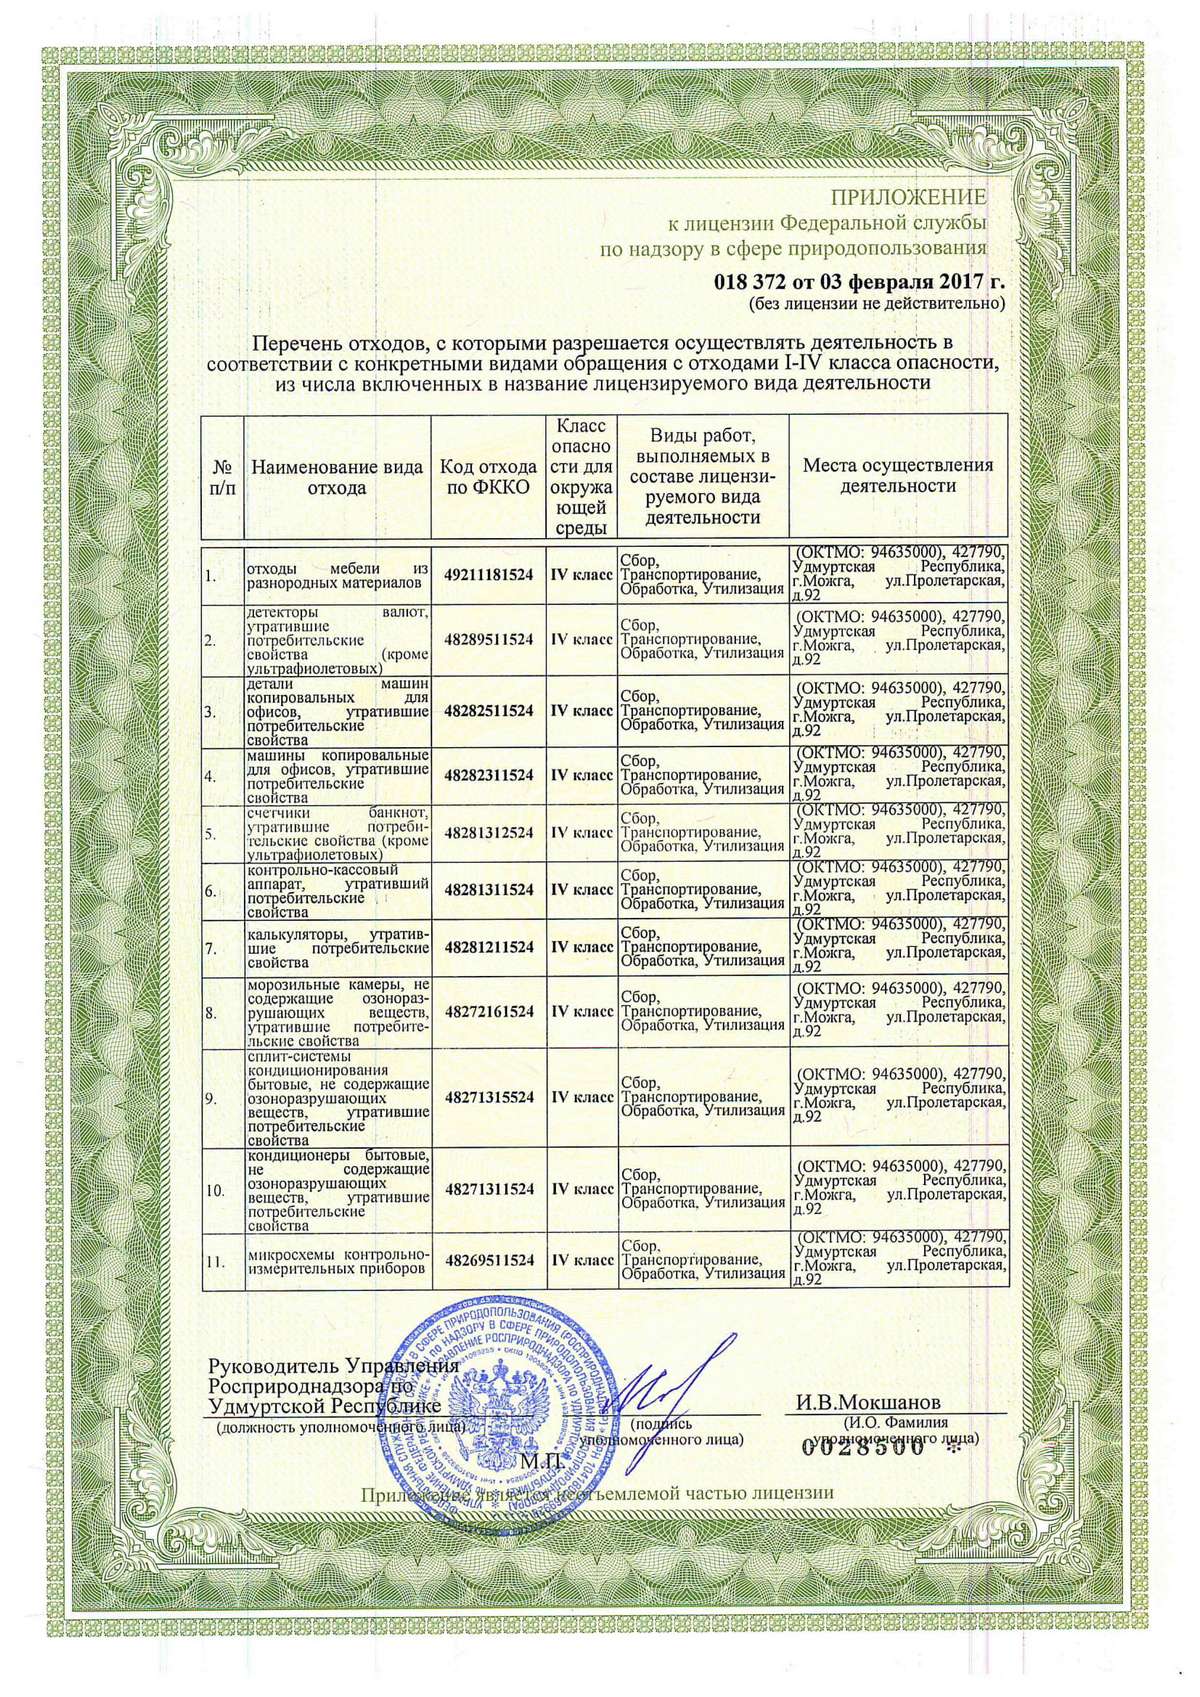 ПРИЛОЖЕНИЕ
к лицензии Федеральной службы
по надзору в сфере природопользования
018 372 от 03 февраля 2017 г.
(без лицензии не действительно)
Перечень отходов, с которыми разрешается осуществлять деятельность в
соответствии с конкретными видами обращения с отходами I-IV класса опасности,
из числа включенных в название лицензируемого вида деятельности
№
п/п
Наименование вида
отхода
Код отхода
по ФККО
Класс
опасно
сти для
окружа
ющей
среды
Виды работ,
выполняемых в
составе лицензи-
руемого вида
деятельности
Места осуществления
деятельности
1.
отходы мебели из
разнородных материалов
49211181524
IV класс
Сбор,
Транспортирование,
Обработка, Утилизация
(ОКТМО: 94635000), 427790,
Удмуртская Республика,
г.Можга, ул.Пролетарская,
д.92
2.
детекторы валют,
утратившие
потребительские
свойства (кроме
ультрафиолетовых)
48289511524
IV класс
Сбор,
Транспортирование,
Обработка, Утилизация
(ОКТМО: 94635000), 427790,
Удмуртская Республика,
г.Можга, ул.Пролетарская,
д.92
3.
детали машин
копировальных для
офисов, утратившие
потребительские
свойства
48282511524
IV класс
Сбор,
Транспортирование,
Обработка, Утилизация
(ОКТМО: 94635000), 427790,
Удмуртская Республика,
г.Можга, ул.Пролетарская,
д.92
4.
машины копировальные
для офисов, утратившие
потребительские
свойства
48282311524
IV класс
Сбор,
Транспортирование,
Обработка, Утилизация
(ОКТМО: 94635000), 427790,
Удмуртская Республика,
г.Можга, ул.Пролетарская,
д.92
5.
счетчики банкнот,
утратившие потреби-
тельские свойства (кроме
ультрафиолетовых)
48281312524
IV класс
Сбор,
Транспортирование,
Обработка, Утилизация
(ОКТМО: 94635000), 427790,
Удмуртская Республика,
г.Можга, ул.Пролетарская,
д.92
6.
контрольно-кассовый
аппарат, утративший
потребительские
свойства
48281311524
IV класс
Сбор,
Транспортирование,
Обработка, Утилизация
(ОКТМО: 94635000), 427790,
Удмуртская Республика,
г.Можга, ул.Пролетарская,
д.92
7.
калькуляторы, утратив-
шие потребительские
свойства
48281211524
IV класс
Сбор,
Транспортирование,
Обработка, Утилизация
(ОКТМО: 94635000), 427790,
Удмуртская Республика,
г.Можга, ул.Пролетарская,
д.92
8.
морозильные камеры, не
содержащие озонораз-
рушающих веществ,
утратившие потребите-
льские свойства
48272161524
IV класс
Сбор,
Транспортирование,
Обработка, Утилизация
(ОКТМО: 94635000), 427790,
Удмуртская Республика,
г.Можга, ул.Пролетарская,
д.92
9.
сплит-системы
кондиционирования
бытовые, не содержащие
озоноразрушающих
веществ, утратившие
потребительские
свойства
48271315524
IV класс
Сбор,
Транспортирование,
Обработка, Утилизация
(ОКТМО: 94635000), 427790,
Удмуртская Республика,
г.Можга, ул.Пролетарская,
д.92
10.
кондиционеры бытовые,
не содержащие
озоноразрушающих
веществ, утратившие
потребительские
свойства
48271311524
IV класс
Сбор,
Транспортирование,
Обработка, Утилизация
(ОКТМО: 94635000), 427790,
Удмуртская Республика,
г.Можга, ул.Пролетарская,
д.92
11.
микросхемы контрольно-
измерительных приборов
48269511524
IV класс
Сбор,
Транспортирование,
Обработка, Утилизация
(ОКТМО: 94635000), 427790,
Удмуртская Республика,
г.Можга, ул.Пролетарская,
д.92
Руководитель Управления
Росприроднадзора по
Удмуртской Республике
(должность уполномоченного лица)
(подпись
уполномоченного лица)
И.В.Мокшанов
(И.О. Фамилия
уполномоченного лица)
0028500 *
М.П.
Приложение является неотъемлемой частью лицензии